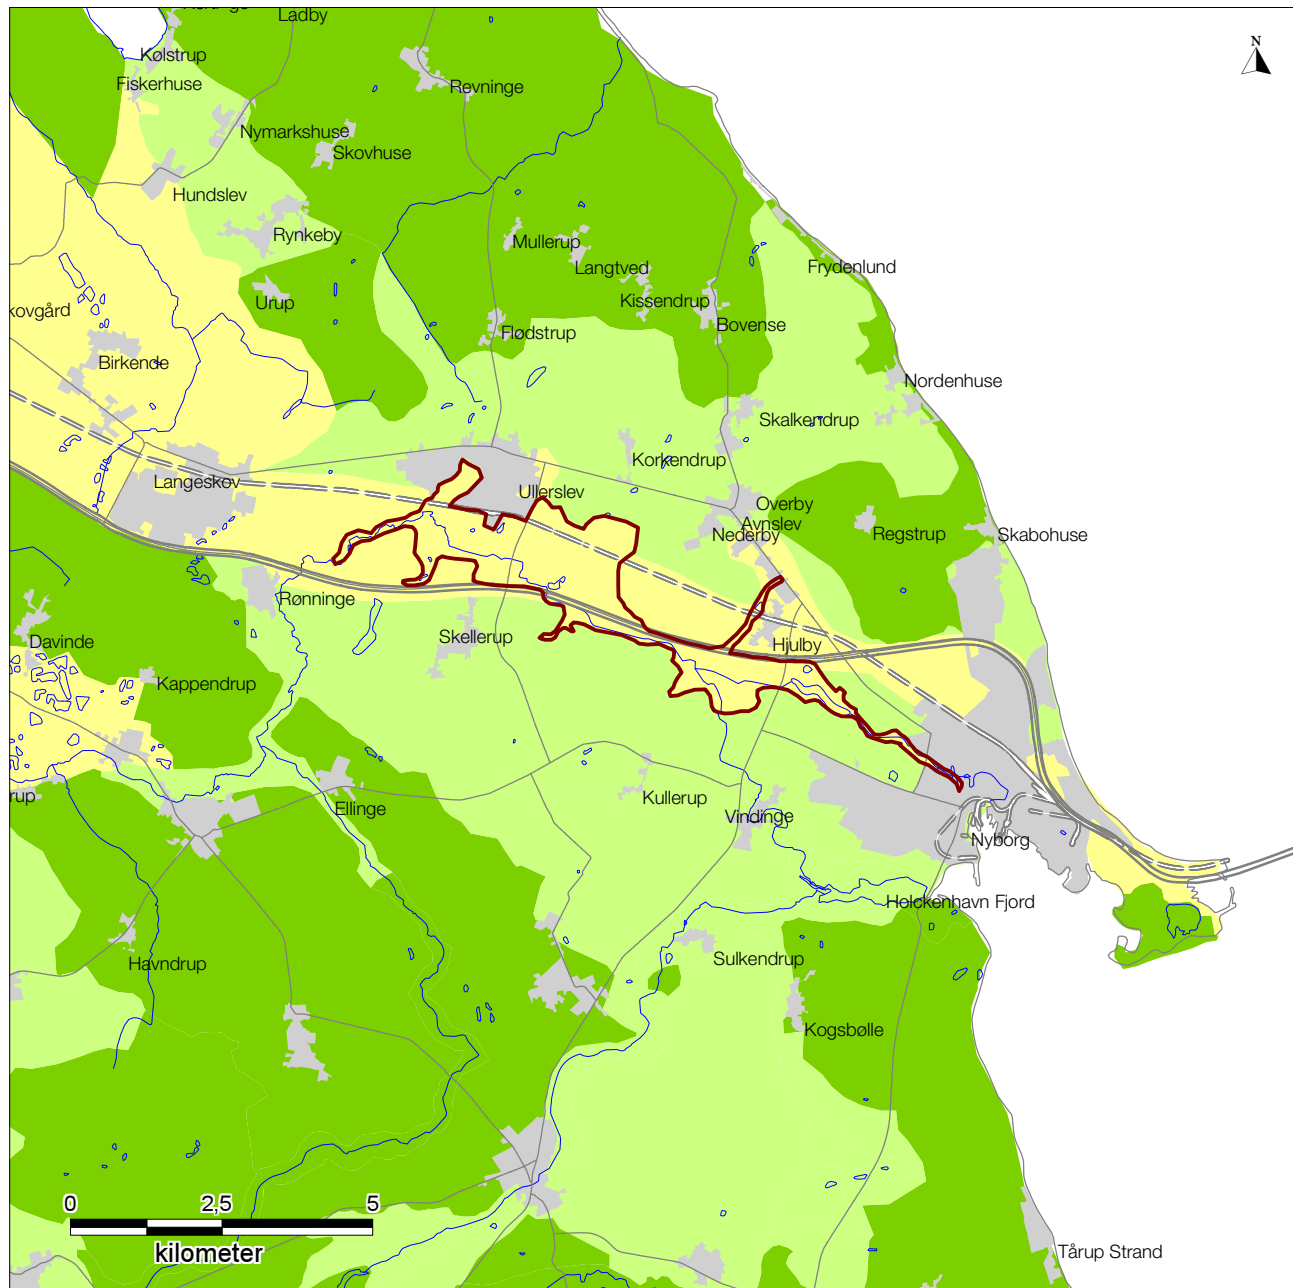 Ladby
N
Kølstrup
Fiskerhuse
Revninge
Nymarkshuse
Skovhuse
Hundslev
Rynkeby
Mullerup
Langtved
Frydenlund
Urup
Kissendrup
kovgård
Bovense
Flødstrup
Birkende
Nordenhuse
Skalkendrup
Korkendrup
Langeskov
Ullerslev
Overby
Avnslev
Nederby
Regstrup
Skabohuse
Rønninge
Skellerup
Davinde
Hjulby
Kappendrup
rup
Ellinge
Kullerup
Vindinge
Nyborg
Holckenhavn Fjord
Havndrup
Sulkendrup
Kogsbølle
0 2,5 5
kilometer
Tårup Strand